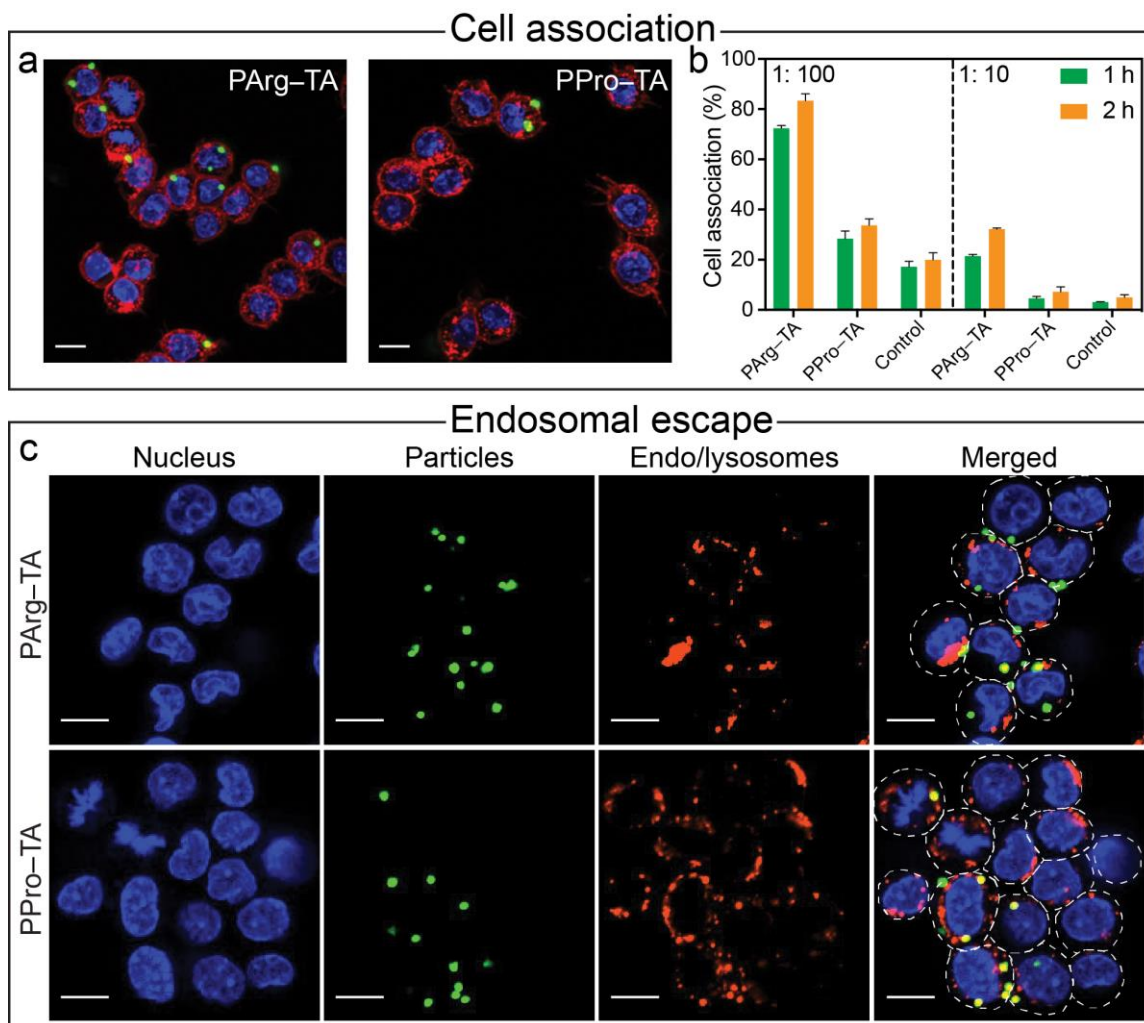 Cell association
a
PArg–TA
PPro–TA
b
1: 100
1: 10
1 h
2 h
Cell association (%)
100
80
60
40
20
0
PArg–TA
PPro–TA
Control
PArg–TA
PPro–TA
Control
Endosomal escape
c
Nucleus
Particles
Endo/lysosomes
Merged
PArg–TA
PPro–TA